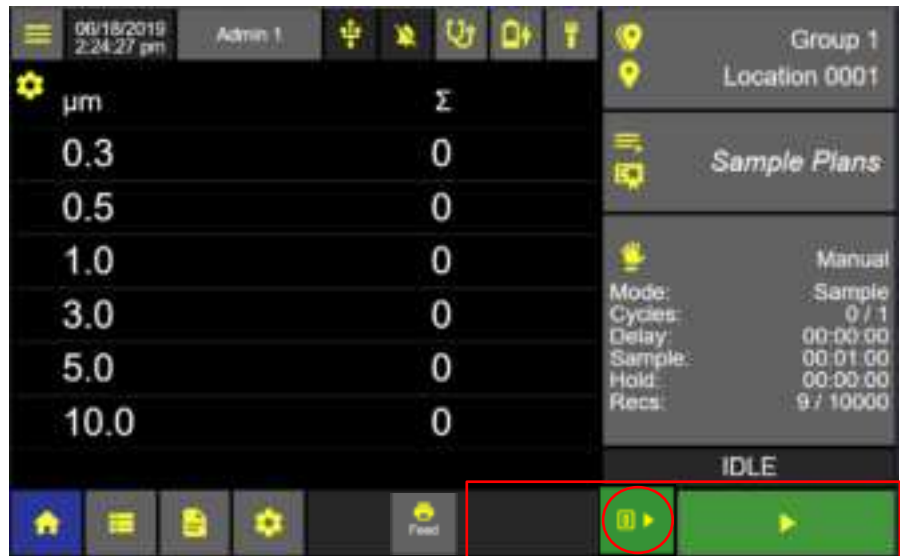 06/18/2019
2:24:27 pm
Admin 1
Group 1
Location 0001
µm Σ
0.3 0
0.5 0
1.0 0
3.0 0
5.0 0
10.0 0
Sample Plans
Manual
Mode: Sample
Cycles: 0 / 1
Delay: 00:00:00
Sample: 00:01:00
Hold: 00:00:00
Recs: 9 / 10000
IDLE
Feed